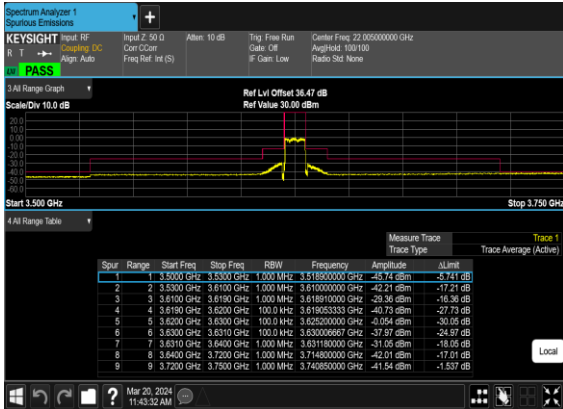 Spectrum Analyzer 1
Spurious Emissions
+
KEYSIGHT Input: RF Input Z: 50 Ω Atten: 10 dB Trig: Free Run Center Freq: 22.005000000 GHz
R T Coupling: DC Corr CCorr Gate: Off Avg|Hold: 100/100
Align: Auto Freq Ref: Int (S) IF Gain: Low Radio Std: None
PASS
3 All Range Graph
Ref Lvl Offset 36.47 dB
Scale/Div 10.0 dB Ref Value 30.00 dBm
20.0
10.0
0.00
-10.0
-20.0
-30.0
-40.0
-50.0
-60.0
Start 3.500 GHz Stop 3.750 GHz
4 All Range Table
Measure Trace Trace 1
Trace Type Trace Average (Active)
Spur Range Start Freq Stop Freq RBW Frequency Amplitude ΔLimit
1 1 3.5000 GHz 3.5300 GHz 1.000 MHz 3.518900000 GHz -45.74 dBm -5.741 dB
2 2 3.5300 GHz 3.6100 GHz 1.000 MHz 3.610000000 GHz -42.21 dBm -17.21 dB
3 3 3.6100 GHz 3.6190 GHz 1.000 MHz 3.618910000 GHz -29.36 dBm -16.36 dB
4 4 3.6190 GHz 3.6200 GHz 100.0 kHz 3.619053333 GHz -40.73 dBm -27.73 dB
5 5 3.6200 GHz 3.6300 GHz 100.0 kHz 3.625200000 GHz -0.054 dBm -30.05 dB
6 6 3.6300 GHz 3.6310 GHz 100.0 kHz 3.630006667 GHz -37.97 dBm -24.97 dB
7 7 3.6310 GHz 3.6400 GHz 1.000 MHz 3.631180000 GHz -31.05 dBm -18.05 dB
8 8 3.6400 GHz 3.7200 GHz 1.000 MHz 3.714800000 GHz -42.01 dBm -17.01 dB
9 9 3.7200 GHz 3.7500 GHz 1.000 MHz 3.740850000 GHz -41.54 dBm -1.537 dB
Local
? Mar 20, 2024
11:43:32 AM